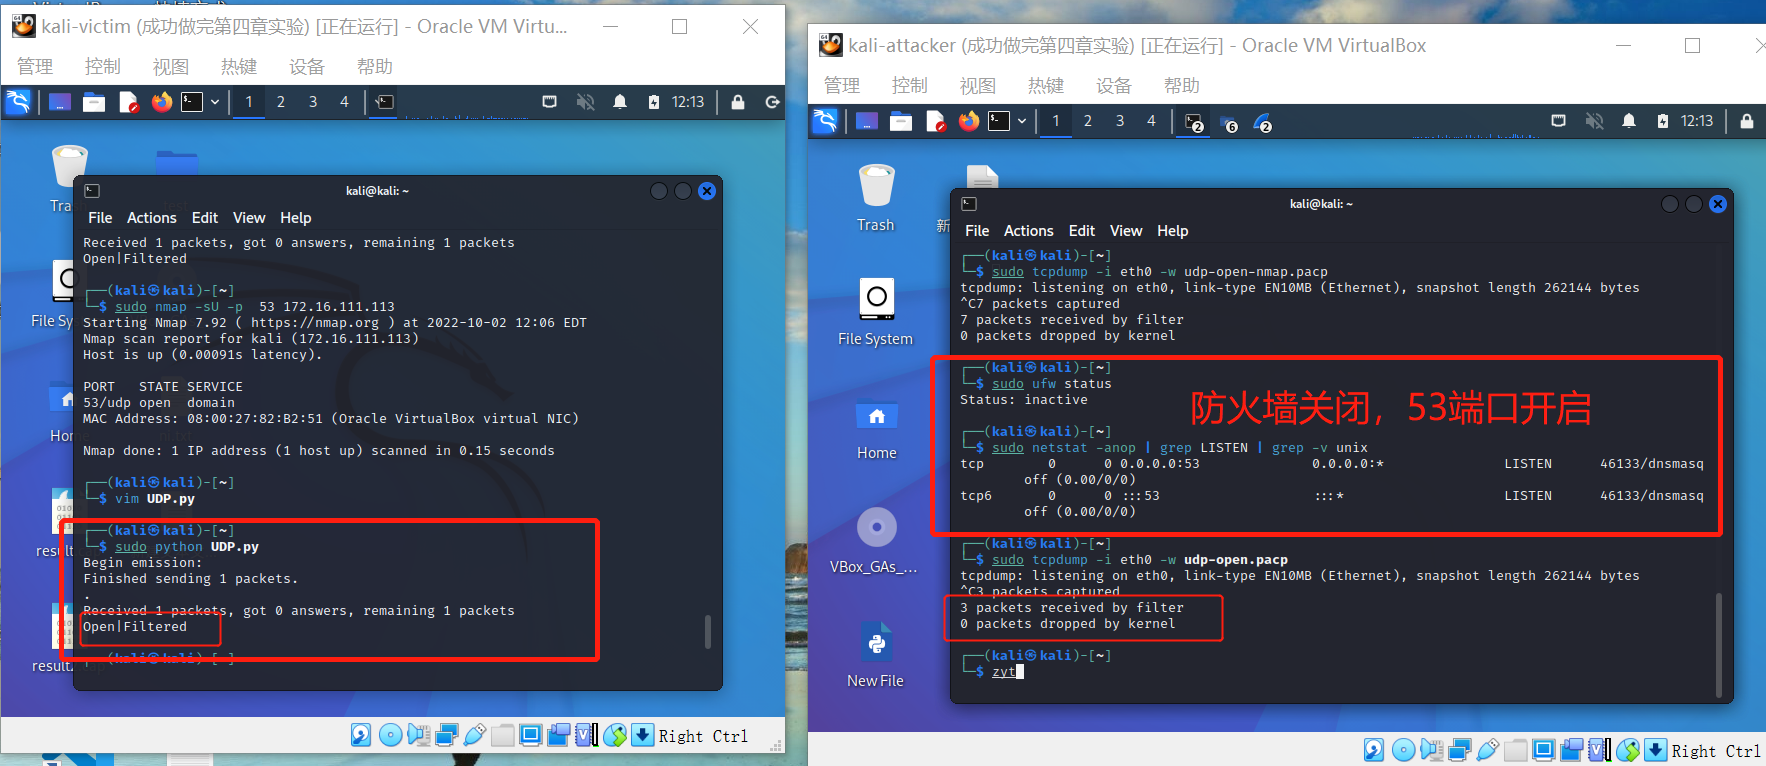 kali-victim (成功做完第四章实验) [正在运行] - Oracle VM Virtu...
管理 控制 视图 热键 设备 帮助
1 2 3 4 12:13
Trash
File Sy
Home
result
result2
kali@kali: ~
File Actions Edit View Help
Received 1 packets, got 0 answers, remaining 1 packets
Open|Filtered
┌──(kali㉿kali)-[~]
└─$ sudo nmap -sU -p  53 172.16.111.113
Starting Nmap 7.92 ( https://nmap.org ) at 2022-10-02 12:06 EDT
Nmap scan report for kali (172.16.111.113)
Host is up (0.00091s latency).
PORT   STATE SERVICE
53/udp open  domain
MAC Address: 08:00:27:82:B2:51 (Oracle VirtualBox virtual NIC)
Nmap done: 1 IP address (1 host up) scanned in 0.15 seconds
┌──(kali㉿kali)-[~]
└─$ vim UDP.py
┌──(kali㉿kali)-[~]
└─$ sudo python UDP.py
Begin emission:
Finished sending 1 packets.
.
Received 1 packets, got 0 answers, remaining 1 packets
Open|Filtered
┌──(kali㉿kali)-[~]
Right Ctrl
kali-attacker (成功做完第四章实验) [正在运行] - Oracle VM VirtualBox
管理 控制 视图 热键 设备 帮助
1 2 3 4 2 6 2 12:13
Trash
新
File System
Home
VBox_GAs_...
New File
kali@kali: ~
File Actions Edit View Help
┌──(kali㉿kali)-[~]
└─$ sudo tcpdump -i eth0 -w udp-open-nmap.pacp
tcpdump: listening on eth0, link-type EN10MB (Ethernet), snapshot length 262144 bytes
^C7 packets captured
7 packets received by filter
0 packets dropped by kernel
┌──(kali㉿kali)-[~]
└─$ sudo ufw status
Status: inactive
防火墙关闭，53端口开启
┌──(kali㉿kali)-[~]
└─$ sudo netstat -anop | grep LISTEN | grep -v unix
tcp        0      0 0.0.0.0:53              0.0.0.0:*               LISTEN      46133/dnsmasq
off (0.00/0/0)
tcp6       0      0 :::53                   :::*                    LISTEN      46133/dnsmasq
off (0.00/0/0)
┌──(kali㉿kali)-[~]
└─$ sudo tcpdump -i eth0 -w udp-open.pacp
tcpdump: listening on eth0, link-type EN10MB (Ethernet), snapshot length 262144 bytes
^C3 packets captured
3 packets received by filter
0 packets dropped by kernel
┌──(kali㉿kali)-[~]
└─$ zyt
Right Ctrl